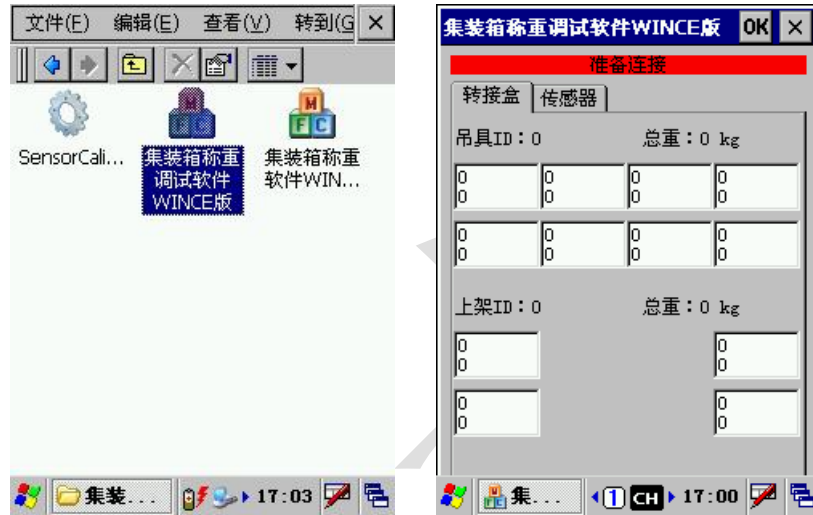 文件(F) 编辑(E) 查看(V) 转到(G
SensorCali...
集装箱称重
调试软件
WINCE版
集装箱称重
软件WIN...
集装... 17:03
集装箱称重调试软件WINCE版 OK
准备连接
转接盒 传感器
吊具ID：0 总重：0 kg
0 0 0 0
0 0 0 0
0 0 0 0
0 0 0 0
上架ID：0 总重：0 kg
0 0
0 0
0 0
0 0
集... 1 CH 17:00